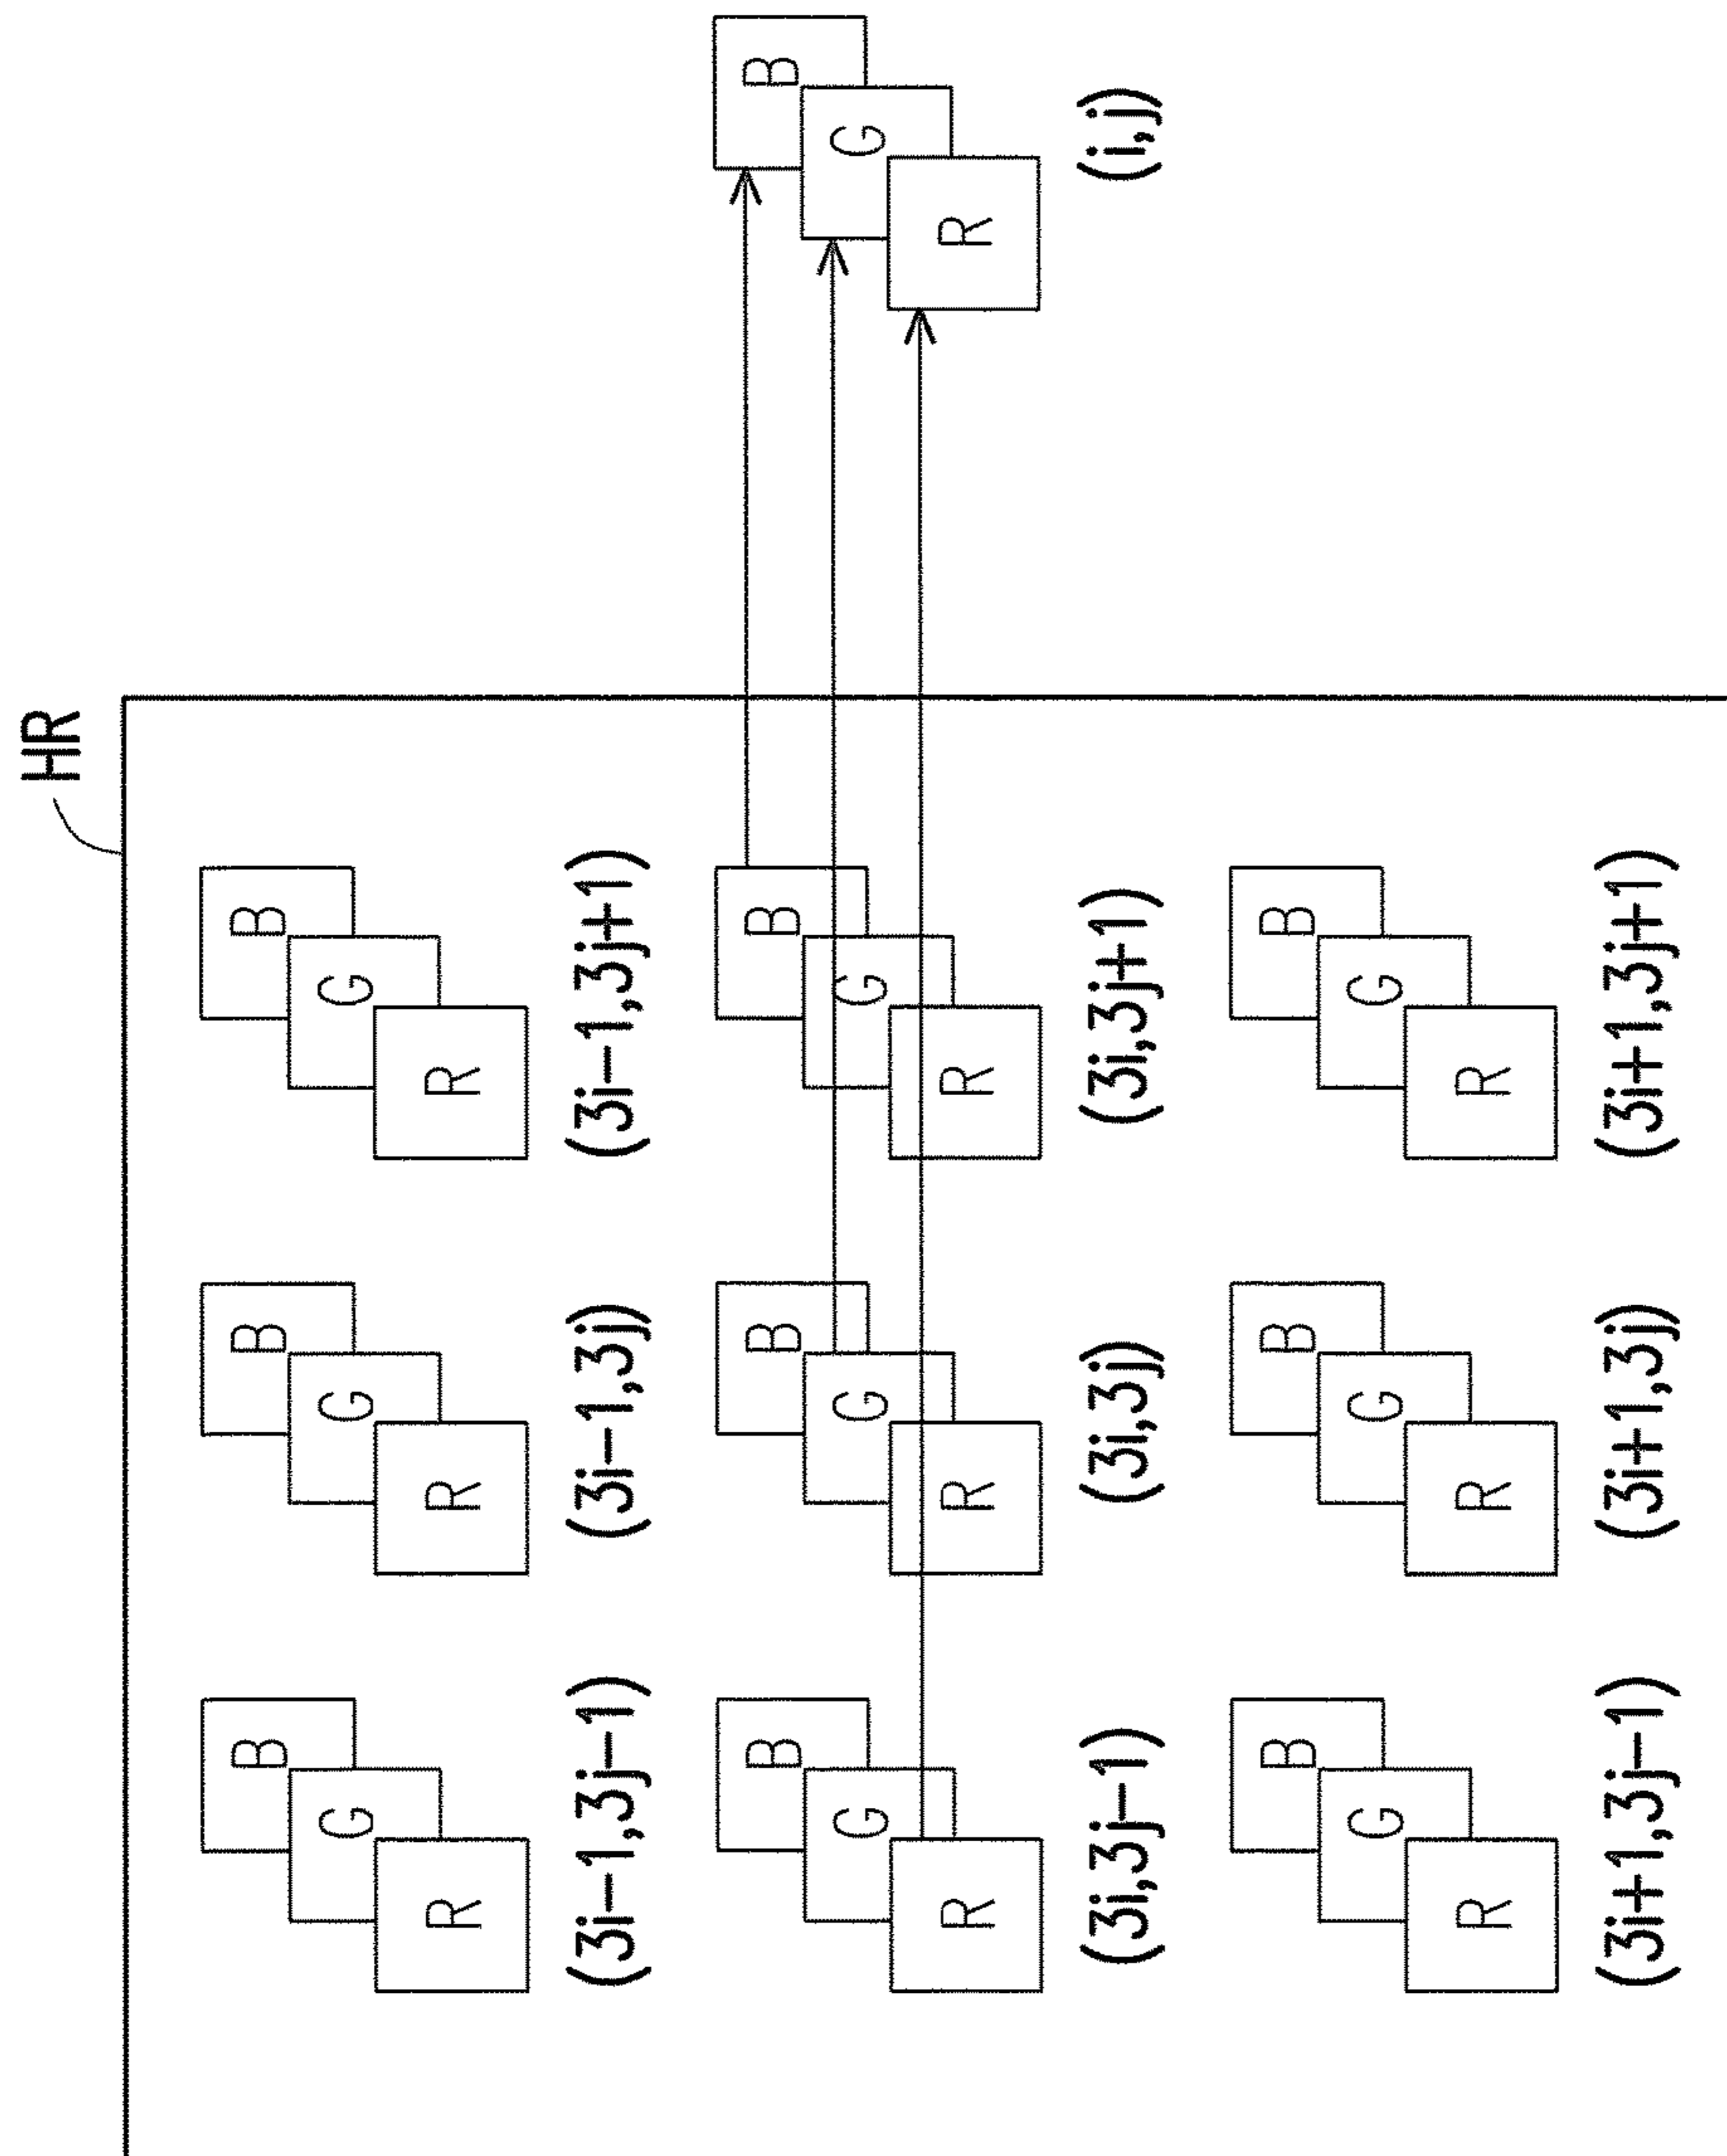 HR
B B B
G G G
R R R
(3i−1,3j−1) (3i−1,3j) (3i−1,3j+1)
B B B B
G G G G
R R R R
(3i,3j−1) (3i,3j) (3i,3j+1) (i,j)
B B B
G G G
R R R
(3i+1,3j−1) (3i+1,3j) (3i+1,3j+1)